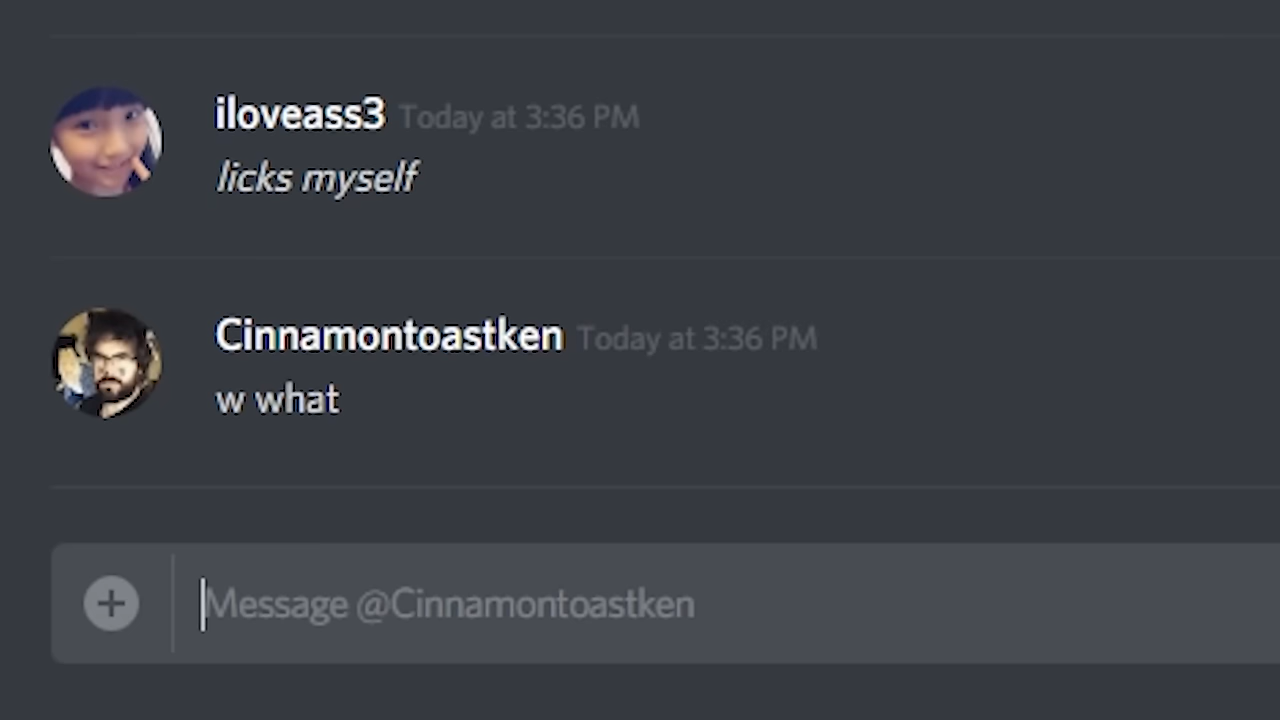 iloveass3 Today at 3:36 PM
licks myself
Cinnamontoastken Today at 3:36 PM
w what
Message @Cinnamontoastken